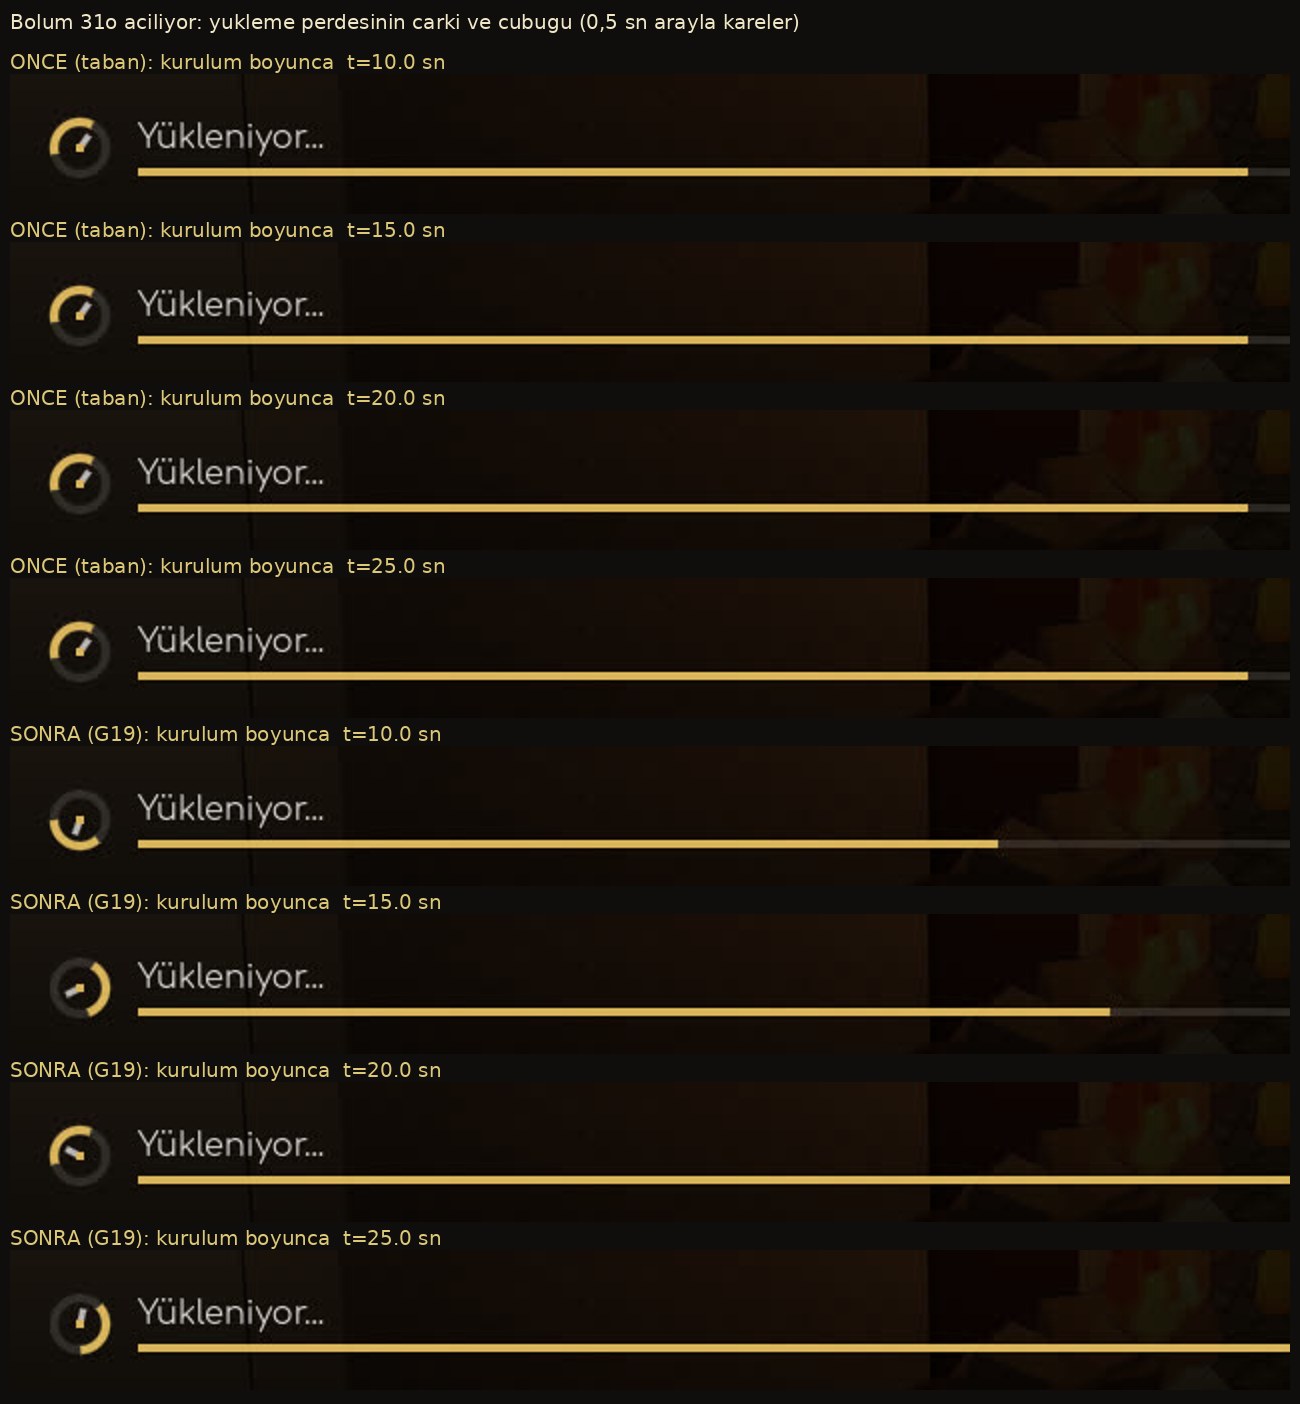 Bolum 31o aciliyor: yukleme perdesinin carki ve cubugu (0,5 sn arayla kareler)
ONCE (taban): kurulum boyunca  t=10.0 sn
Yükleniyor...
ONCE (taban): kurulum boyunca  t=15.0 sn
Yükleniyor...
ONCE (taban): kurulum boyunca  t=20.0 sn
Yükleniyor...
ONCE (taban): kurulum boyunca  t=25.0 sn
Yükleniyor...
SONRA (G19): kurulum boyunca  t=10.0 sn
Yükleniyor...
SONRA (G19): kurulum boyunca  t=15.0 sn
Yükleniyor...
SONRA (G19): kurulum boyunca  t=20.0 sn
Yükleniyor...
SONRA (G19): kurulum boyunca  t=25.0 sn
Yükleniyor...